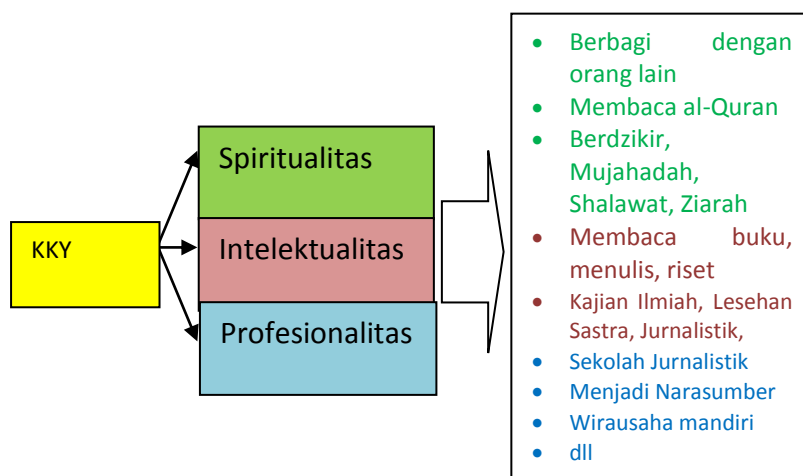 KKY
Spiritualitas
Intelektualitas
Profesionalitas
• Berbagi dengan
orang lain
• Membaca al-Quran
• Berdzikir,
Mujahadah,
Shalawat, Ziarah
• Membaca buku,
menulis, riset
• Kajian Ilmiah, Lesehan
Sastra, Jurnalistik,
• Sekolah Jurnalistik
• Menjadi Narasumber
• Wirausaha mandiri
• dll